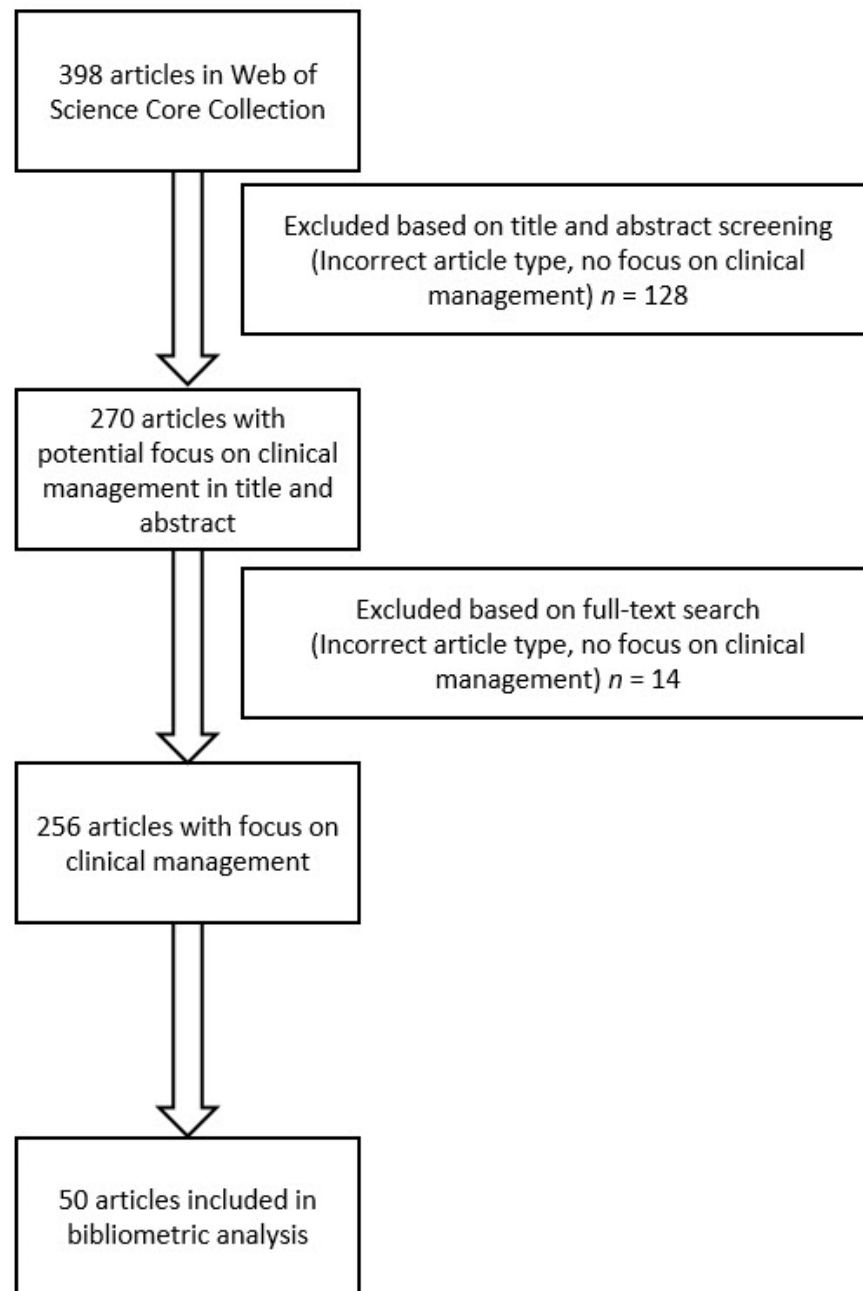 398 articles in Web of
Science Core Collection
Excluded based on title and abstract screening
(Incorrect article type, no focus on clinical
management) n = 128
270 articles with
potential focus on clinical
management in title and
abstract
Excluded based on full-text search
(Incorrect article type, no focus on clinical
management) n = 14
256 articles with focus on
clinical management
50 articles included in
bibliometric analysis